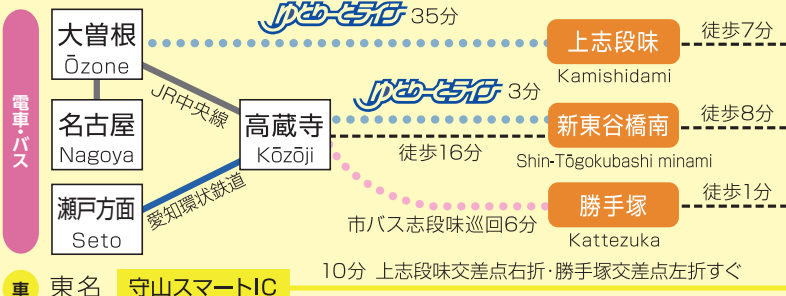 電車・バス
大曽根
Ōzone
ゆとりーとライン 35分
上志段味
Kamishidami
徒歩7分
JR中央線
名古屋
Nagoya
高蔵寺
Kōzōji
ゆとりーとライン 3分
新東谷橋南
Shin-Tōgokubashi minami
徒歩8分
徒歩16分
瀬戸方面
Seto
愛知環状鉄道
市バス志段味巡回6分
勝手塚
Kattezuka
徒歩1分
車 東名 守山スマートIC
10分 上志段味交差点右折・勝手塚交差点左折すぐ